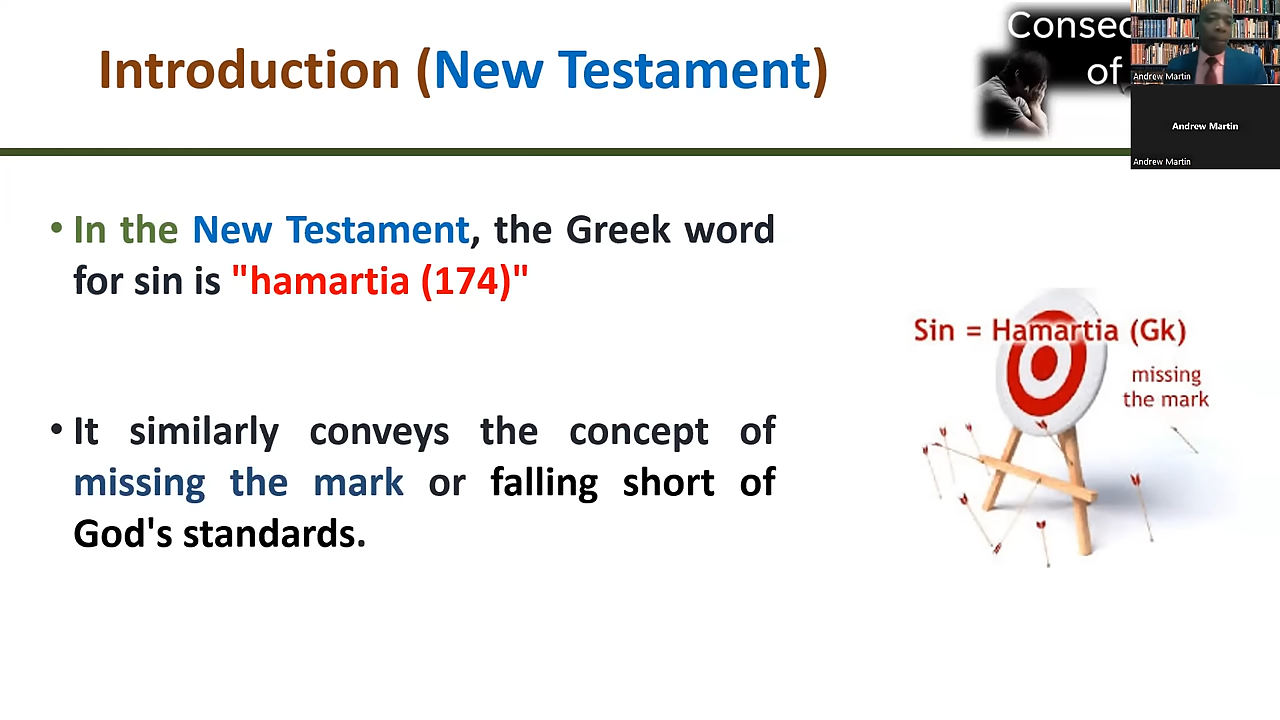 Introduction (New Testament)
of
Andrew Martin
Andrew Martin
Andrew Martin
• In the New Testament, the Greek word
for sin is "hamartia (174)"
• It similarly conveys the concept of
missing the mark or falling short of
God's standards.
Sin = Hamartia (Gk)
missing
the mark